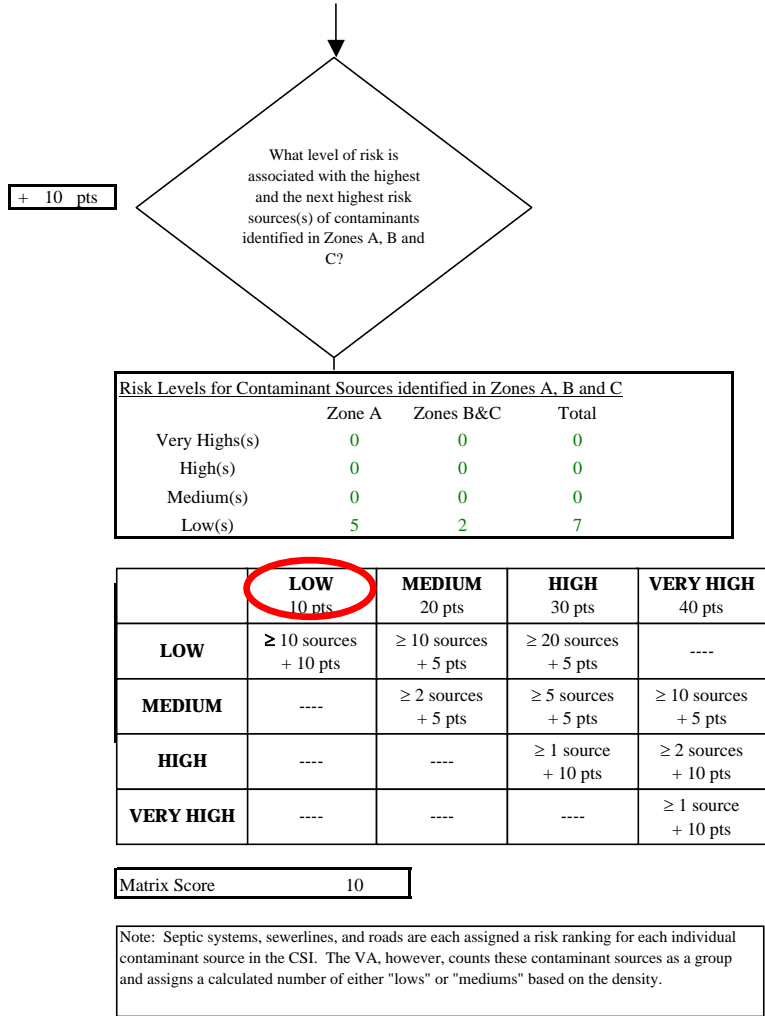 What level of risk is
associated with the highest
and the next highest risk
sources(s) of contaminants
identified in Zones A, B and
C?
+ 10 pts
Risk Levels for Contaminant Sources identified in Zones A, B and C
Zone A Zones B&C Total
Very Highs(s) 0 0 0
High(s) 0 0 0
Medium(s) 0 0 0
Low(s) 5 2 7
LOW MEDIUM HIGH VERY HIGH
10 pts 20 pts 30 pts 40 pts
LOW ≥ 10 sources ≥ 10 sources ≥ 20 sources ----
+ 10 pts + 5 pts + 5 pts
MEDIUM ---- ≥ 2 sources ≥ 5 sources ≥ 10 sources
+ 5 pts + 5 pts + 5 pts
HIGH ---- ---- ≥ 1 source ≥ 2 sources
+ 10 pts + 10 pts
VERY HIGH ---- ---- ---- ≥ 1 source
+ 10 pts
Matrix Score 10
Note: Septic systems, sewerlines, and roads are each assigned a risk ranking for each individual
contaminant source in the CSI. The VA, however, counts these contaminant sources as a group
and assigns a calculated number of either "lows" or "mediums" based on the density.